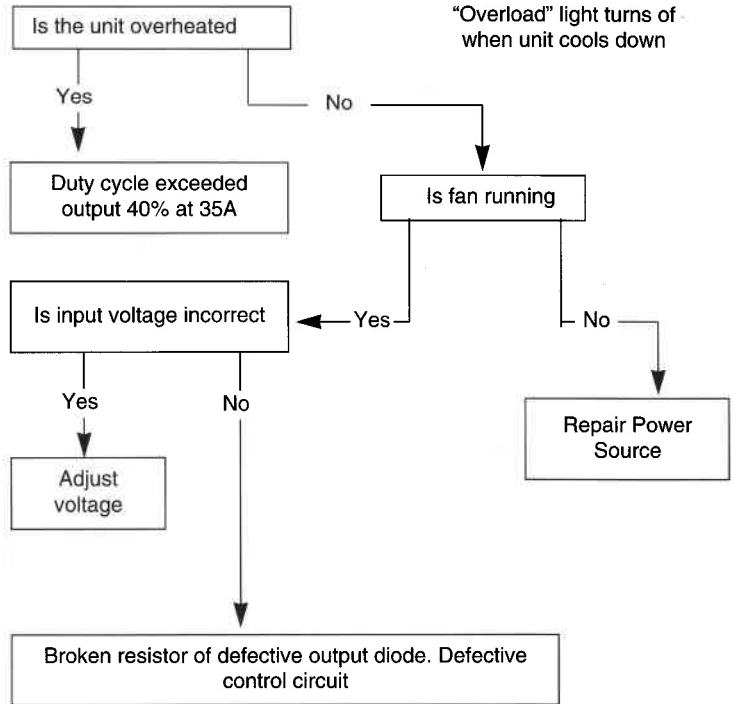 Is the unit overheated
“Overload” light turns of
when unit cools down
Yes
No
Duty cycle exceeded
output 40% at 35A
Is fan running
Is input voltage incorrect
Yes
No
Yes
No
Repair Power
Source
Adjust
voltage
Broken resistor of defective output diode. Defective
control circuit